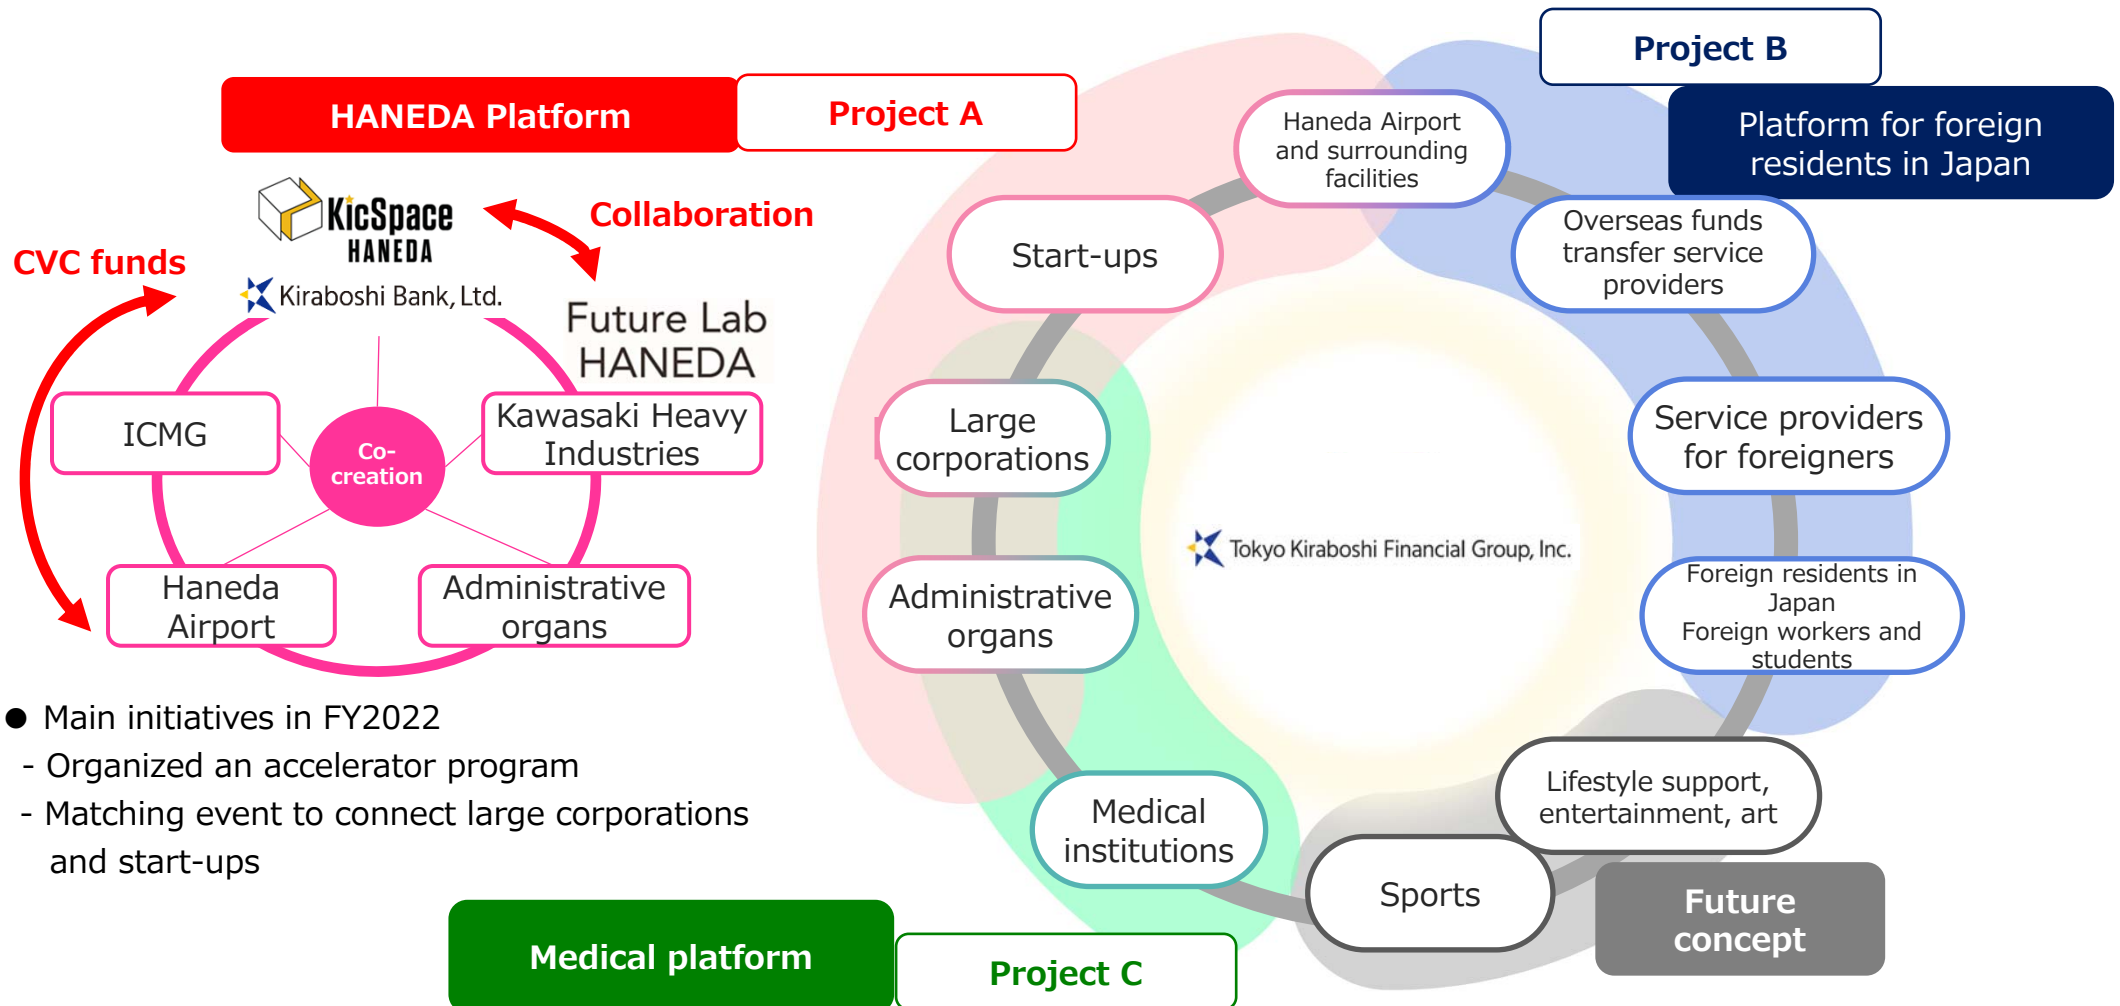 HANEDA Platform
Project A
KicSpace
HANEDA
Collaboration
CVC funds
Kiraboshi Bank, Ltd.
Future Lab
HANEDA
ICMG
Kawasaki Heavy
Industries
Co-
creation
Haneda
Airport
Administrative
organs
● Main initiatives in FY2022
- Organized an accelerator program
- Matching event to connect large corporations
and start-ups
Project B
Platform for foreign
residents in Japan
Haneda Airport
and surrounding
facilities
Start-ups
Overseas funds
transfer service
providers
Large
corporations
Service providers
for foreigners
Tokyo Kiraboshi Financial Group, Inc.
Administrative
organs
Foreign residents in
Japan
Foreign workers and
students
Medical
institutions
Lifestyle support,
entertainment, art
Sports
Future
concept
Medical platform
Project C